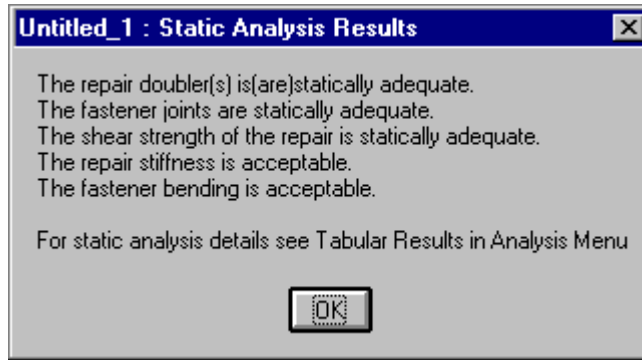 Untitled_1 : Static Analysis Results
The repair doubler(s) is(are)statically adequate.
The fastener joints are statically adequate.
The shear strength of the repair is statically adequate.
The repair stiffness is acceptable.
The fastener bending is acceptable.
For static analysis details see Tabular Results in Analysis Menu
OK